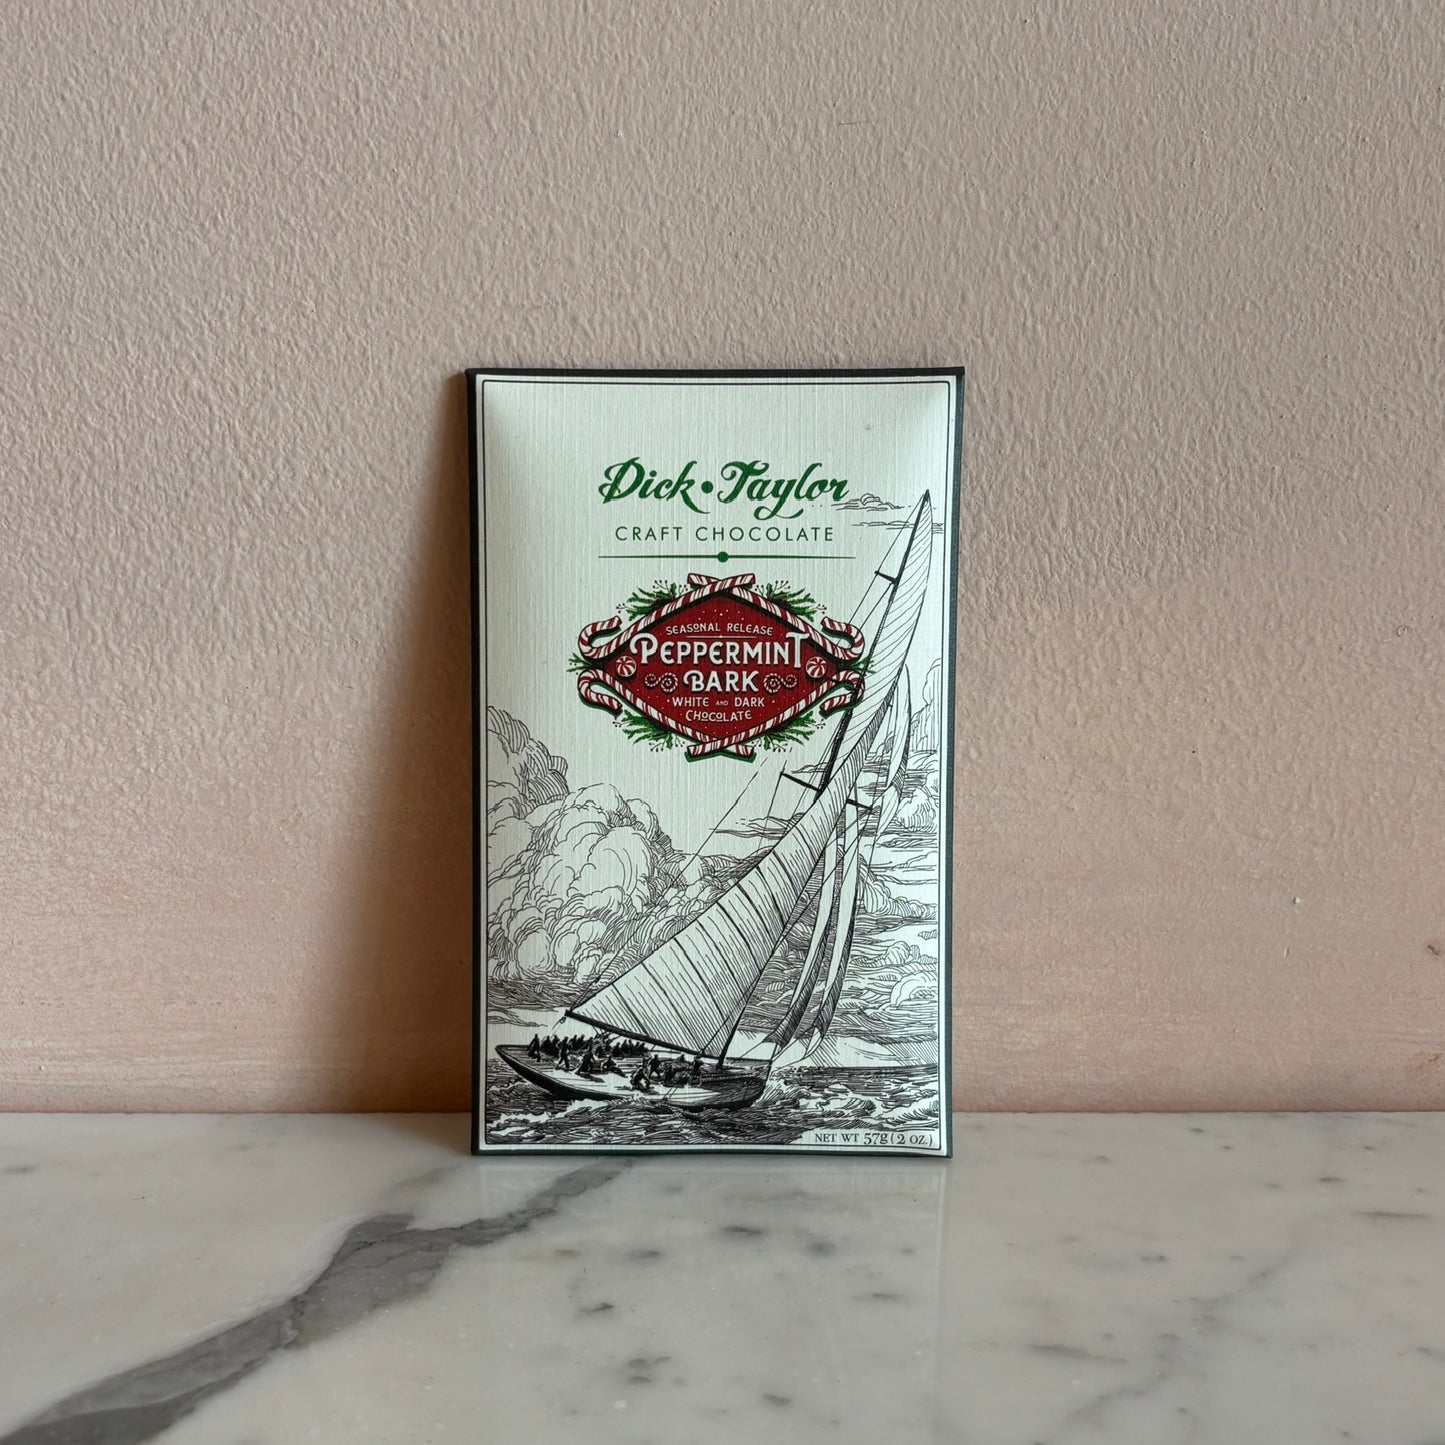 Dick • Taylor
CRAFT CHOCOLATE
SEASONAL RELEASE
PEPPERMINT
BARK
WHITE AND DARK
CHOCOLATE
NET WT 57g (2 OZ.)